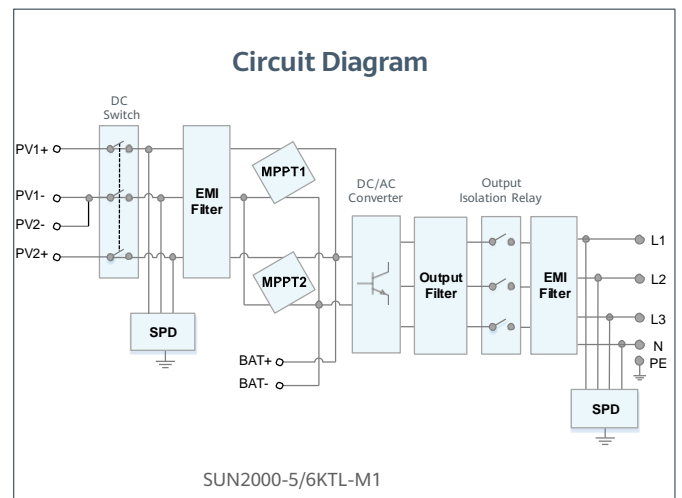 Circuit Diagram
DC
Switch
PV1+
PV1-
PV2-
PV2+
EMI
Filter
SPD
MPPT1
MPPT2
BAT+
BAT-
DC/AC
Converter
Output
Filter
Output
Isolation Relay
EMI
Filter
L1
L2
L3
N
PE
SPD
SUN2000-5/6KTL-M1